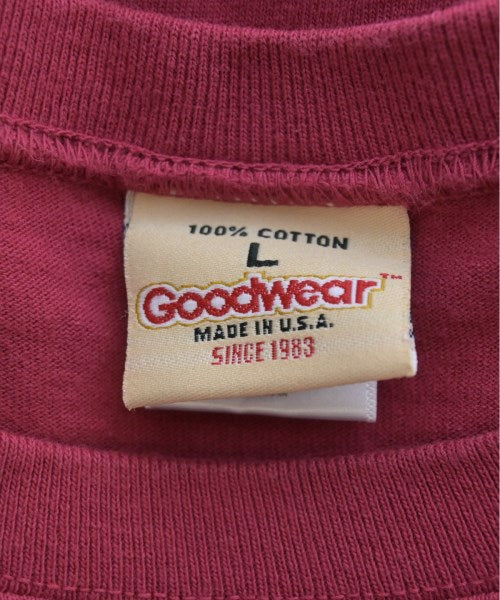 100% COTTON
L
Goodwear™
MADE IN U.S.A.
SINCE 1983